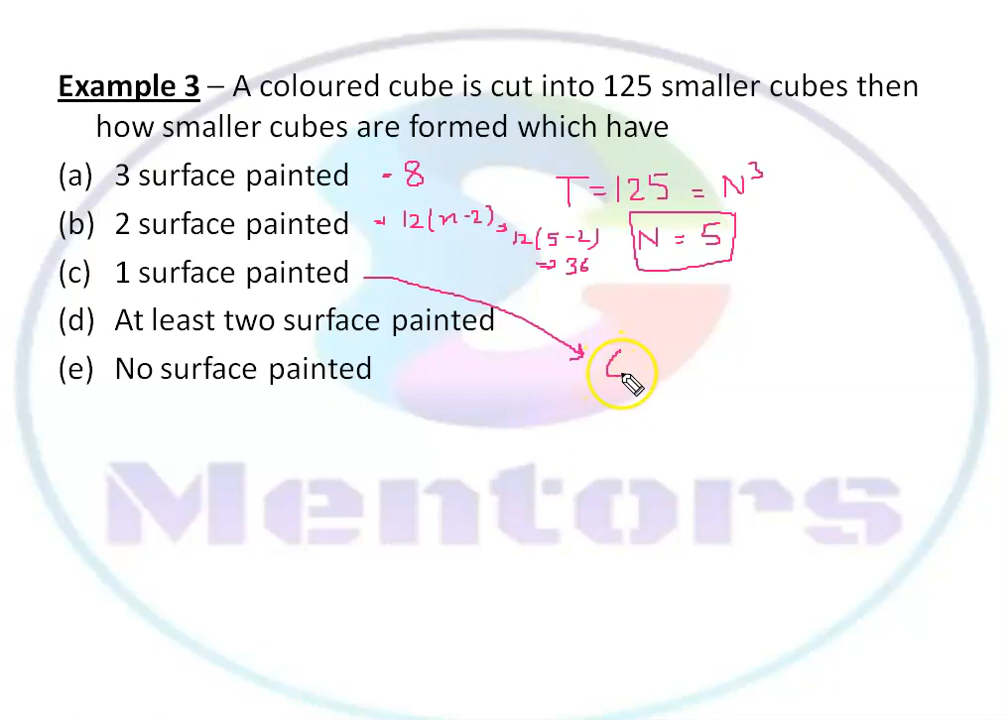 Example 3 – A coloured cube is cut into 125 smaller cubes then
how smaller cubes are formed which have
(a) 3 surface painted - 8
T = 125 = N³
(b) 2 surface painted → 12(n-2) ⇒ 12(5-2)
N = 5
⇒ 36
(c) 1 surface painted
(d) At least two surface painted
(e) No surface painted
Mentors